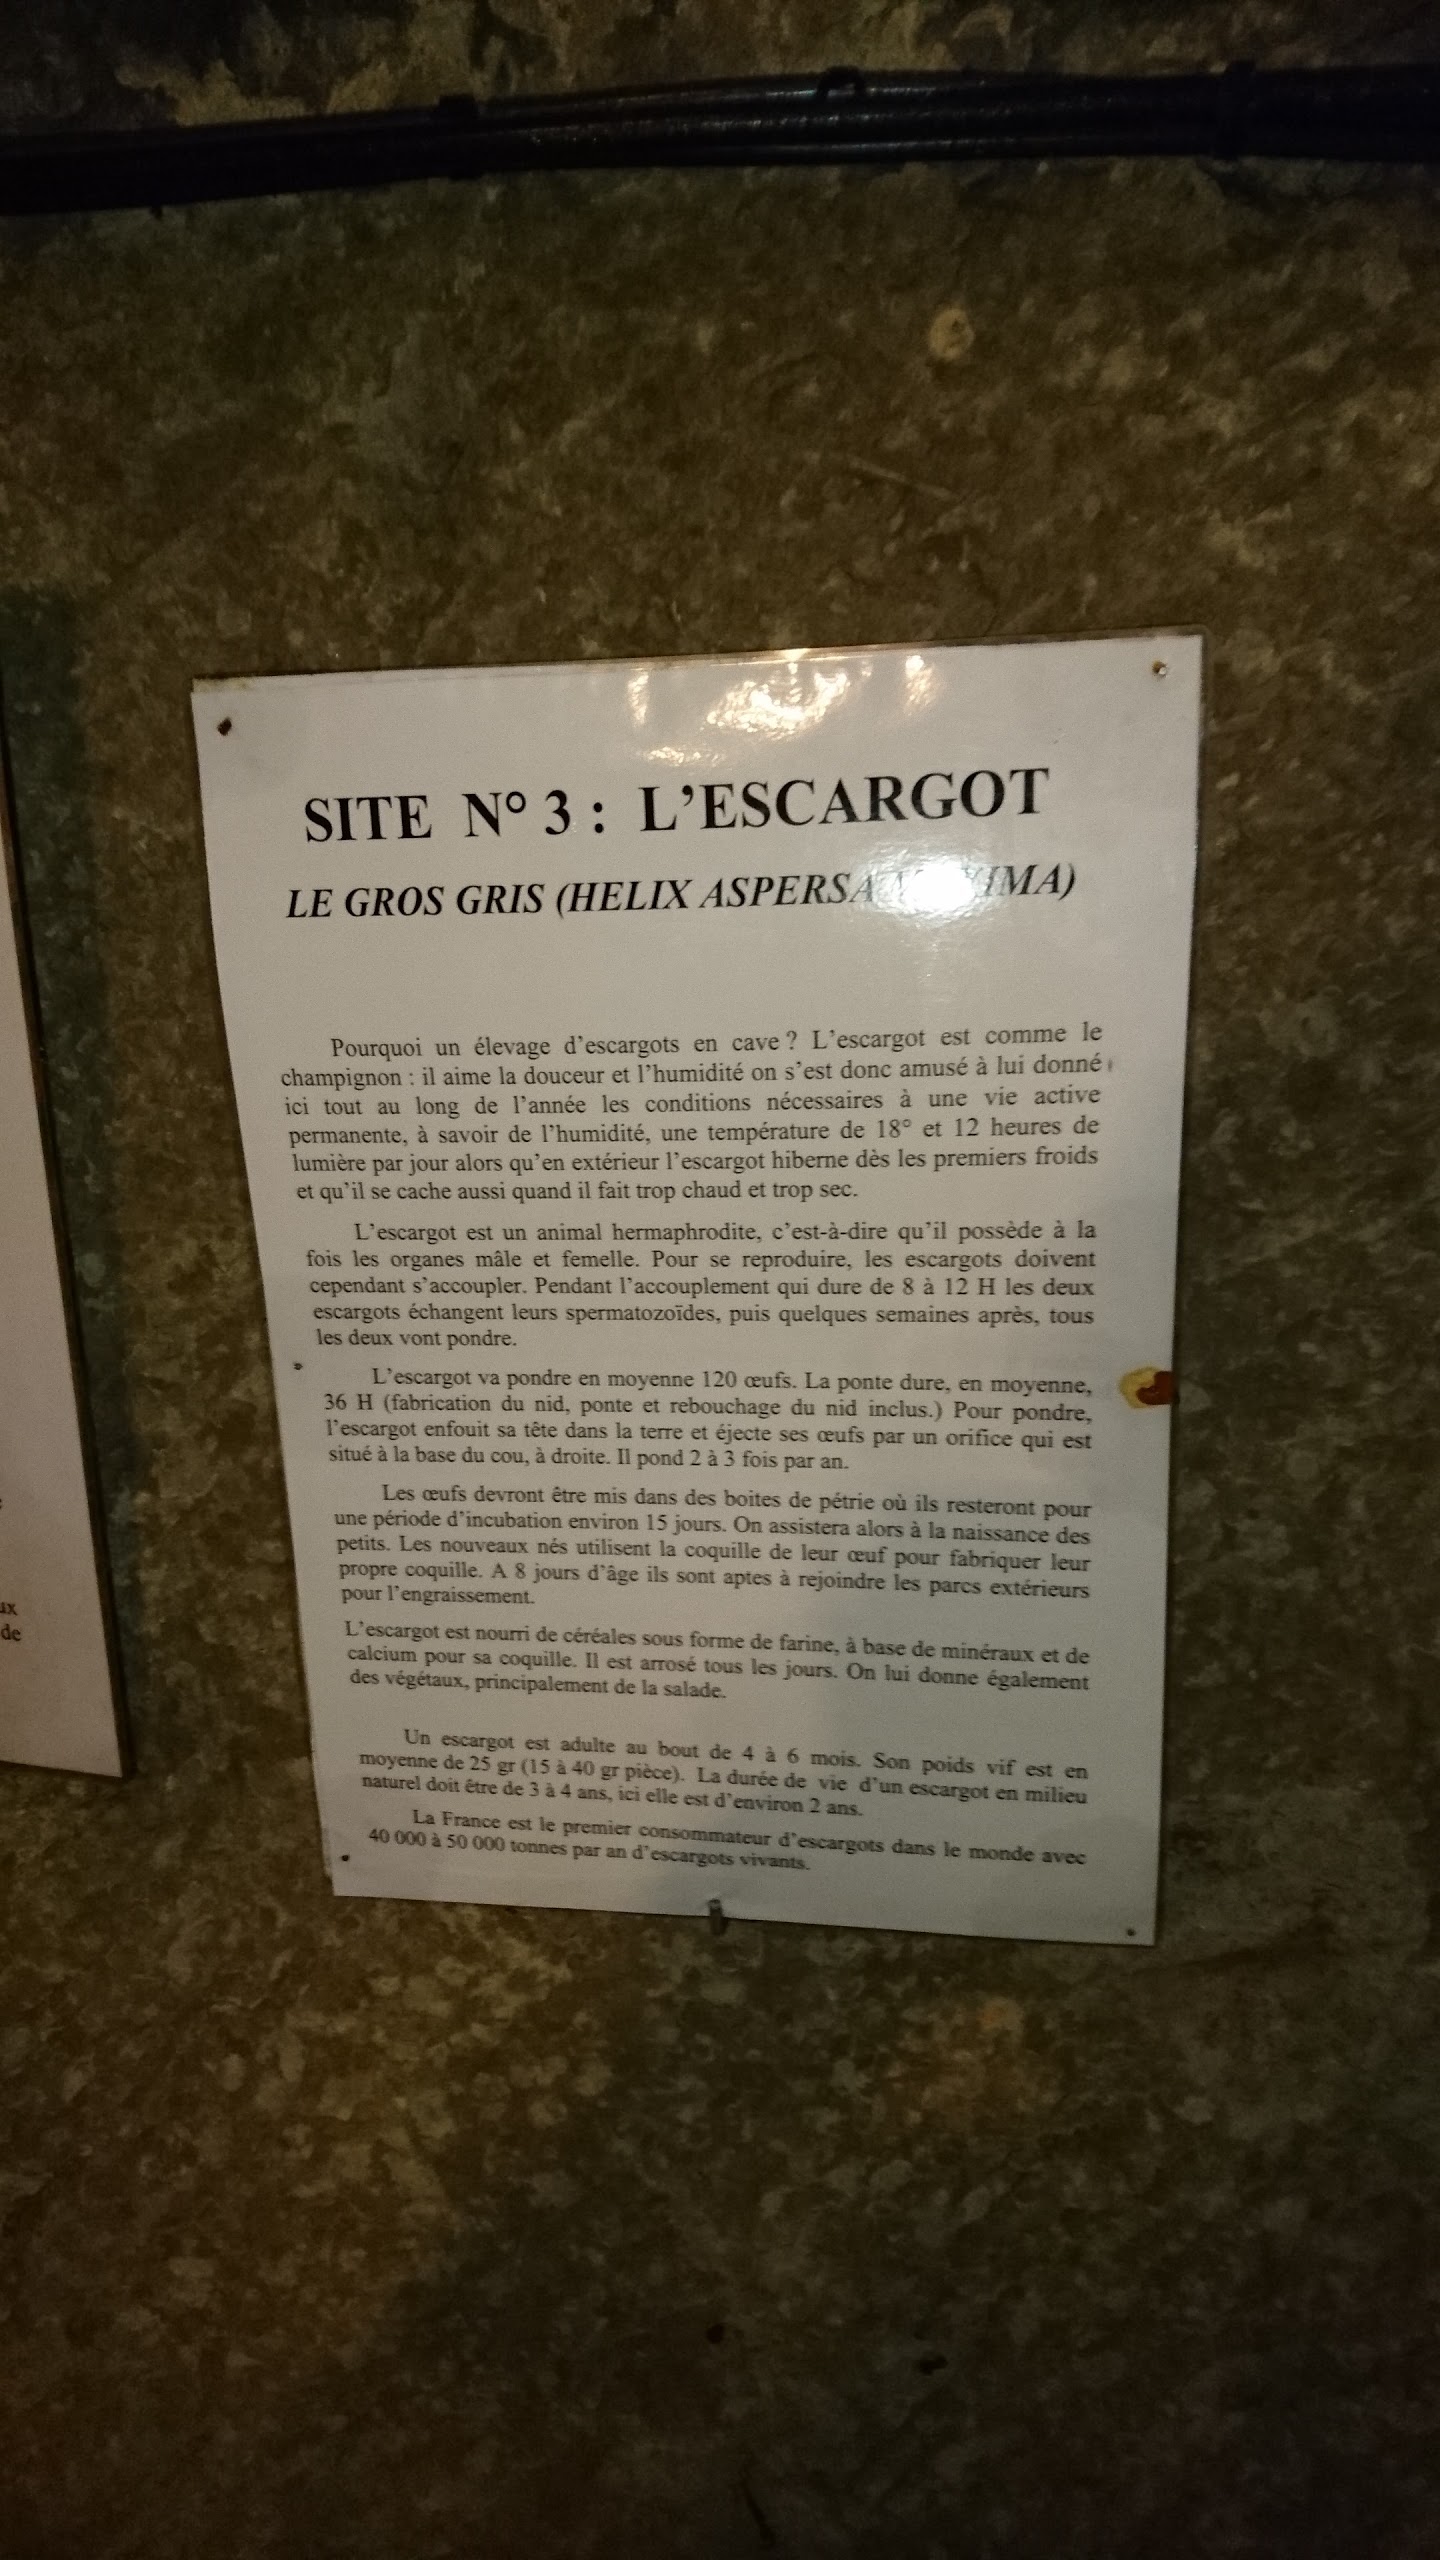 SITE N° 3 : L'ESCARGOT
LE GROS GRIS (HELIX ASPERSA MAXIMA)
Pourquoi un élevage d'escargots en cave ? L'escargot est comme le
champignon : il aime la douceur et l'humidité on s'est donc amusé à lui donné
ici tout au long de l'année les conditions nécessaires à une vie active
permanente, à savoir de l'humidité, une température de 18° et 12 heures de
lumière par jour alors qu'en extérieur l'escargot hiberne dès les premiers froids
et qu'il se cache aussi quand il fait trop chaud et trop sec.
L'escargot est un animal hermaphrodite, c'est-à-dire qu'il possède à la
fois les organes mâle et femelle. Pour se reproduire, les escargots doivent
cependant s'accoupler. Pendant l'accouplement qui dure de 8 à 12 H les deux
escargots échangent leurs spermatozoïdes, puis quelques semaines après, tous
les deux vont pondre.
L'escargot va pondre en moyenne 120 œufs. La ponte dure, en moyenne,
36 H (fabrication du nid, ponte et rebouchage du nid inclus.) Pour pondre,
l'escargot enfouit sa tête dans la terre et éjecte ses œufs par un orifice qui est
situé à la base du cou, à droite. Il pond 2 à 3 fois par an.
Les œufs devront être mis dans des boites de pétrie où ils resteront pour
une période d'incubation environ 15 jours. On assistera alors à la naissance des
petits. Les nouveaux nés utilisent la coquille de leur œuf pour fabriquer leur
propre coquille. A 8 jours d'âge ils sont aptes à rejoindre les parcs extérieurs
pour l'engraissement.
L'escargot est nourri de céréales sous forme de farine, à base de minéraux et de
calcium pour sa coquille. Il est arrosé tous les jours. On lui donne également
des végétaux, principalement de la salade.
Un escargot est adulte au bout de 4 à 6 mois. Son poids vif est en
moyenne de 25 gr (15 à 40 gr pièce). La durée de vie d'un escargot en milieu
naturel doit être de 3 à 4 ans, ici elle est d'environ 2 ans.
La France est le premier consommateur d'escargots dans le monde avec
40 000 à 50 000 tonnes par an d'escargots vivants.
ux
de